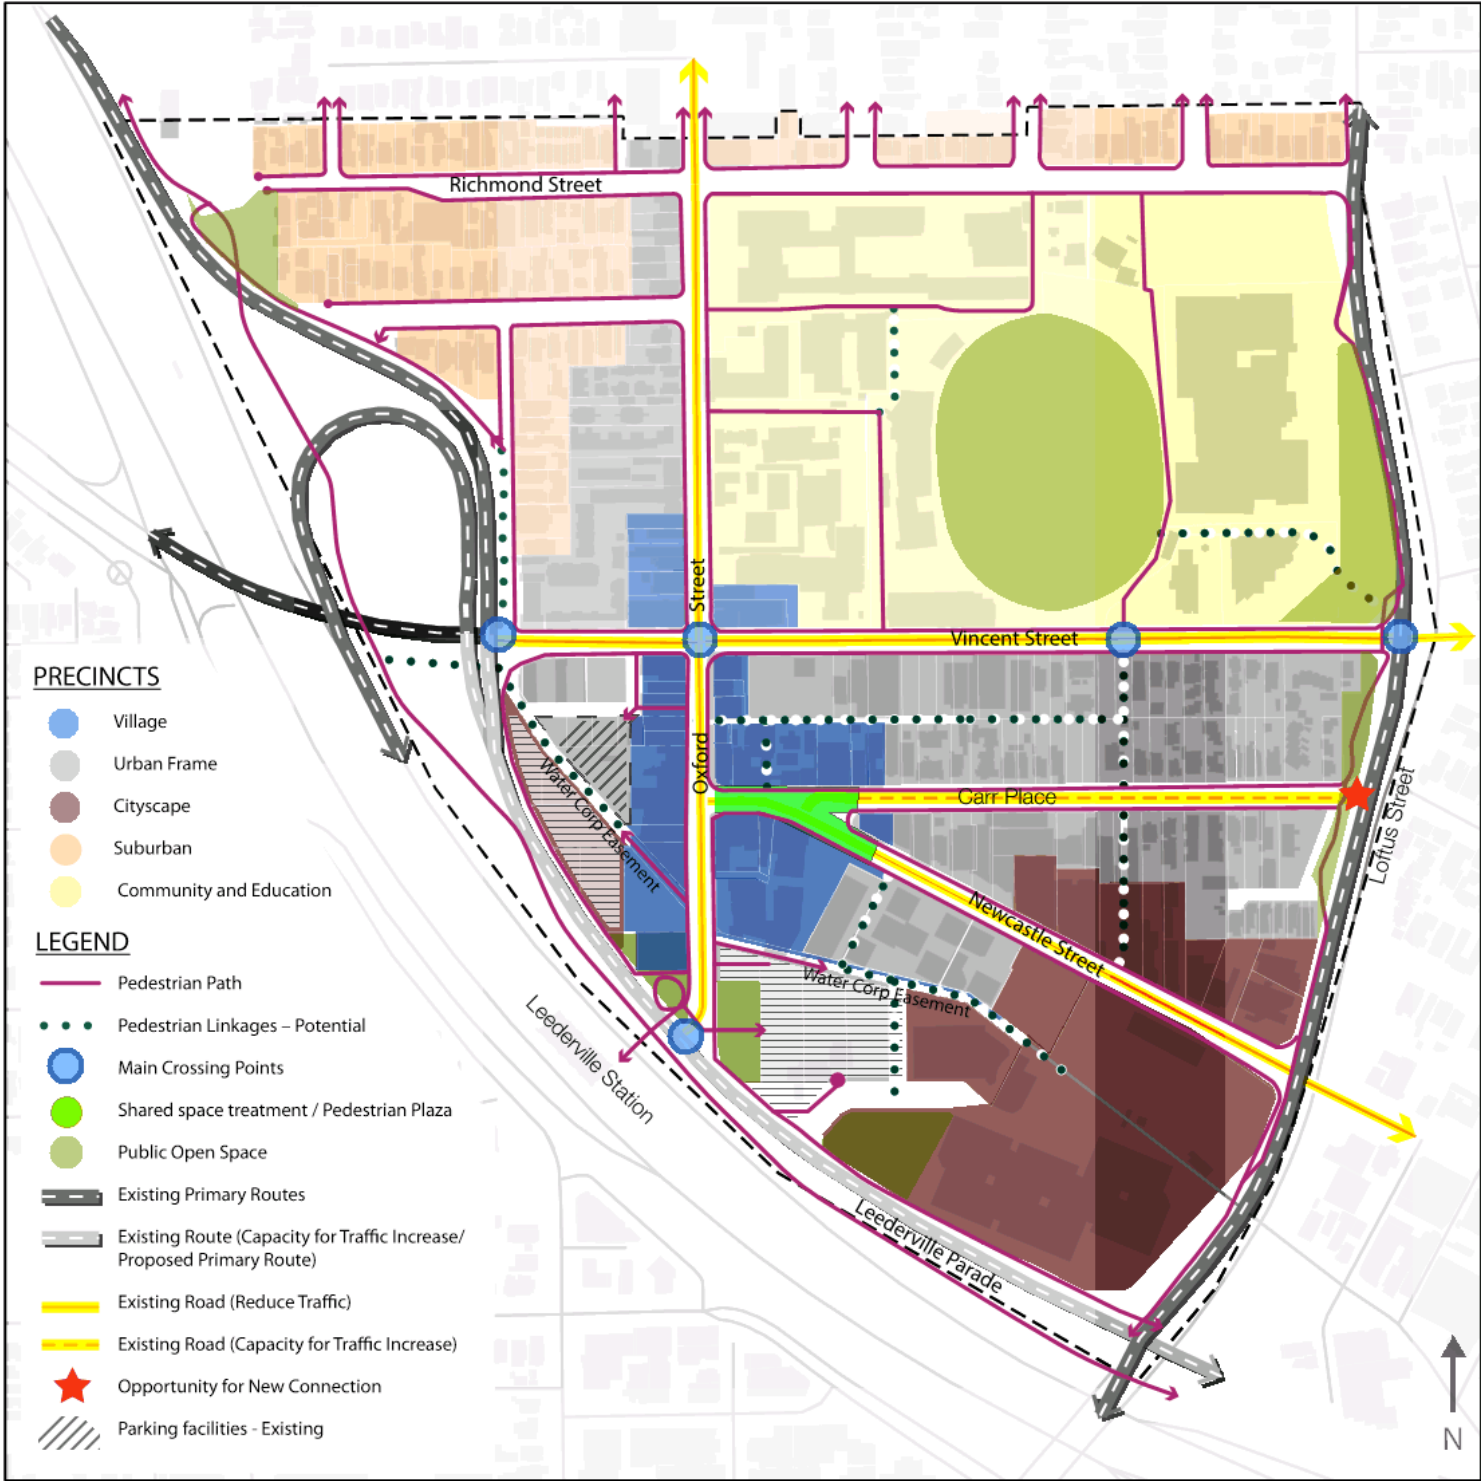 Richmond Street
Street
Vincent Street
Oxford
Carr Place
Water Corp Easement
Loftus Street
Newcastle Street
Water Corp Easement
Leederville Station
Leederville Parade
PRECINCTS
Village
Urban Frame
Cityscape
Suburban
Community and Education
LEGEND
Pedestrian Path
Pedestrian Linkages – Potential
Main Crossing Points
Shared space treatment / Pedestrian Plaza
Public Open Space
Existing Primary Routes
Existing Route (Capacity for Traffic Increase/
Proposed Primary Route)
Existing Road (Reduce Traffic)
Existing Road (Capacity for Traffic Increase)
Opportunity for New Connection
Parking facilities - Existing
N